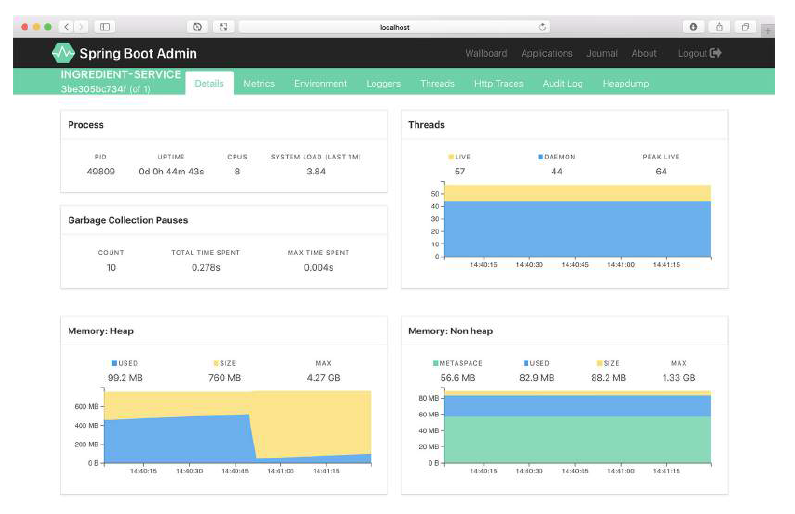 localhost
Spring Boot Admin
Wallboard Applications Journal About Logout
INGREDIENT-SERVICE
3be305bc734f (of 1)
Details Metrics Environment Loggers Threads Http Traces Audit Log Heapdump
Process
PID UPTIME CPUS SYSTEM LOAD (LAST 1M)
49809 0d 0h 44m 43s 8 3.84
Threads
LIVE DAEMON PEAK LIVE
57 44 64
50
40
30
20
10
0
14:40:15 14:40:30 14:40:45 14:41:00 14:41:15
Garbage Collection Pauses
COUNT TOTAL TIME SPENT MAX TIME SPENT
10 0.278s 0.004s
Memory: Heap
USED SIZE MAX
99.2 MB 760 MB 4.27 GB
600 MB
400 MB
200 MB
0 B
14:40:15 14:40:30 14:40:45 14:41:00 14:41:15
Memory: Non heap
METASPACE USED SIZE MAX
56.6 MB 82.9 MB 88.2 MB 1.33 GB
80 MB
60 MB
40 MB
20 MB
0 B
14:40:15 14:40:30 14:40:45 14:41:00 14:41:15